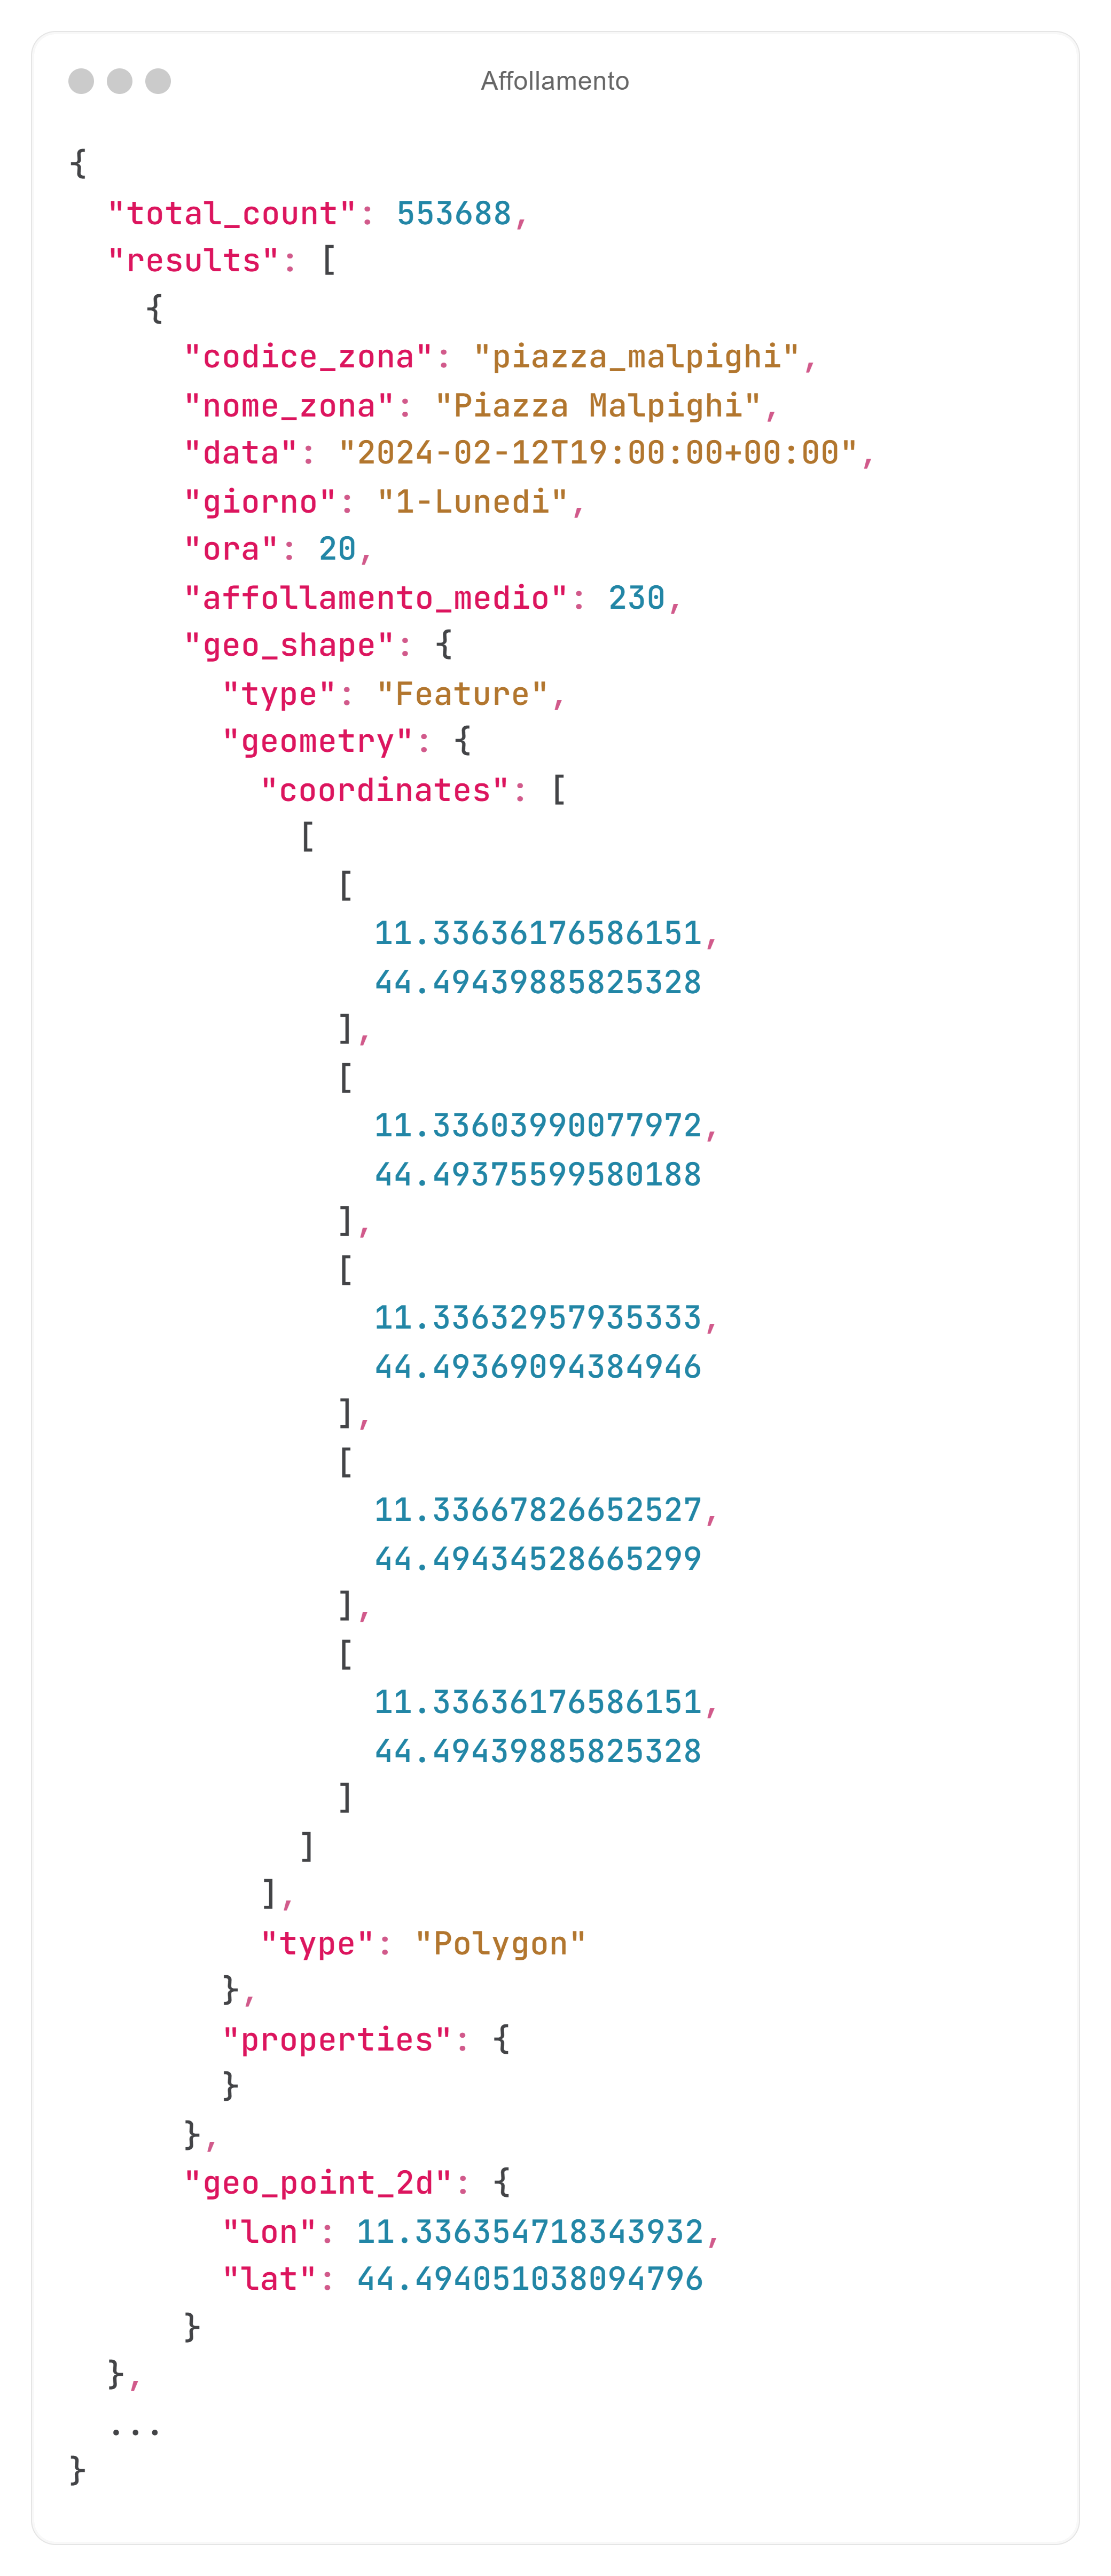 Affollamento
{
  "total_count": 553688,
  "results": [
    {
      "codice_zona": "piazza_malpighi",
      "nome_zona": "Piazza Malpighi",
      "data": "2024-02-12T19:00:00+00:00",
      "giorno": "1-Lunedi",
      "ora": 20,
      "affollamento_medio": 230,
      "geo_shape": {
        "type": "Feature",
        "geometry": {
          "coordinates": [
            [
              [
                11.33636176586151,
                44.49439885825328
              ],
              [
                11.33603990077972,
                44.49375599580188
              ],
              [
                11.33632957935333,
                44.49369094384946
              ],
              [
                11.33667826652527,
                44.49434528665299
              ],
              [
                11.33636176586151,
                44.49439885825328
              ]
            ]
          ],
          "type": "Polygon"
        },
        "properties": {
        }
      },
      "geo_point_2d": {
        "lon": 11.336354718343932,
        "lat": 44.494051038094796
      }
  },
  ...
}